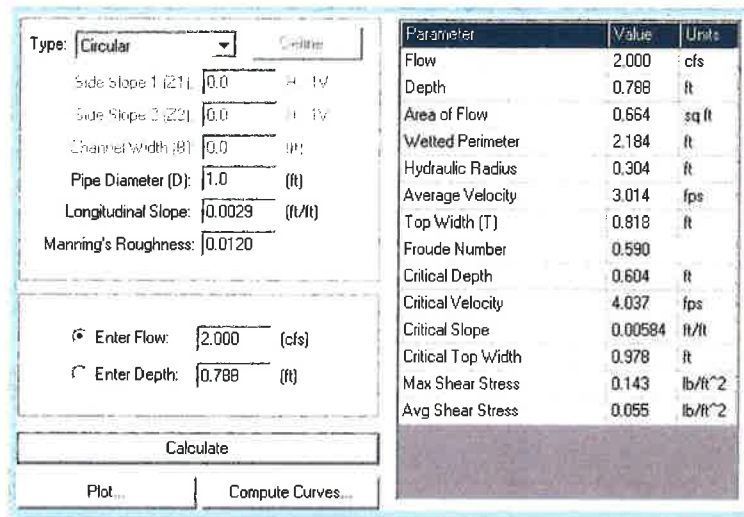 Type: Circular Define
Side Slope 1 (Z1): 0.0 H : 1V
Side Slope 2 (Z2): 0.0 H : 1V
Channel Width (B): 0.0 (ft)
Pipe Diameter (D): 1.0 (ft)
Longitudinal Slope: 0.0029 (ft/ft)
Manning's Roughness: 0.0120
Enter Flow: 2.000 (cfs)
Enter Depth: 0.788 (ft)
Calculate
Plot... Compute Curves...
Parameter Value Units
Flow 2.000 cfs
Depth 0.788 ft
Area of Flow 0.664 sq ft
Wetted Perimeter 2.184 ft
Hydraulic Radius 0.304 ft
Average Velocity 3.014 fps
Top Width (T) 0.818 ft
Froude Number 0.590
Critical Depth 0.604 ft
Critical Velocity 4.037 fps
Critical Slope 0.00584 ft/ft
Critical Top Width 0.978 ft
Max Shear Stress 0.143 lb/ft^2
Avg Shear Stress 0.055 lb/ft^2